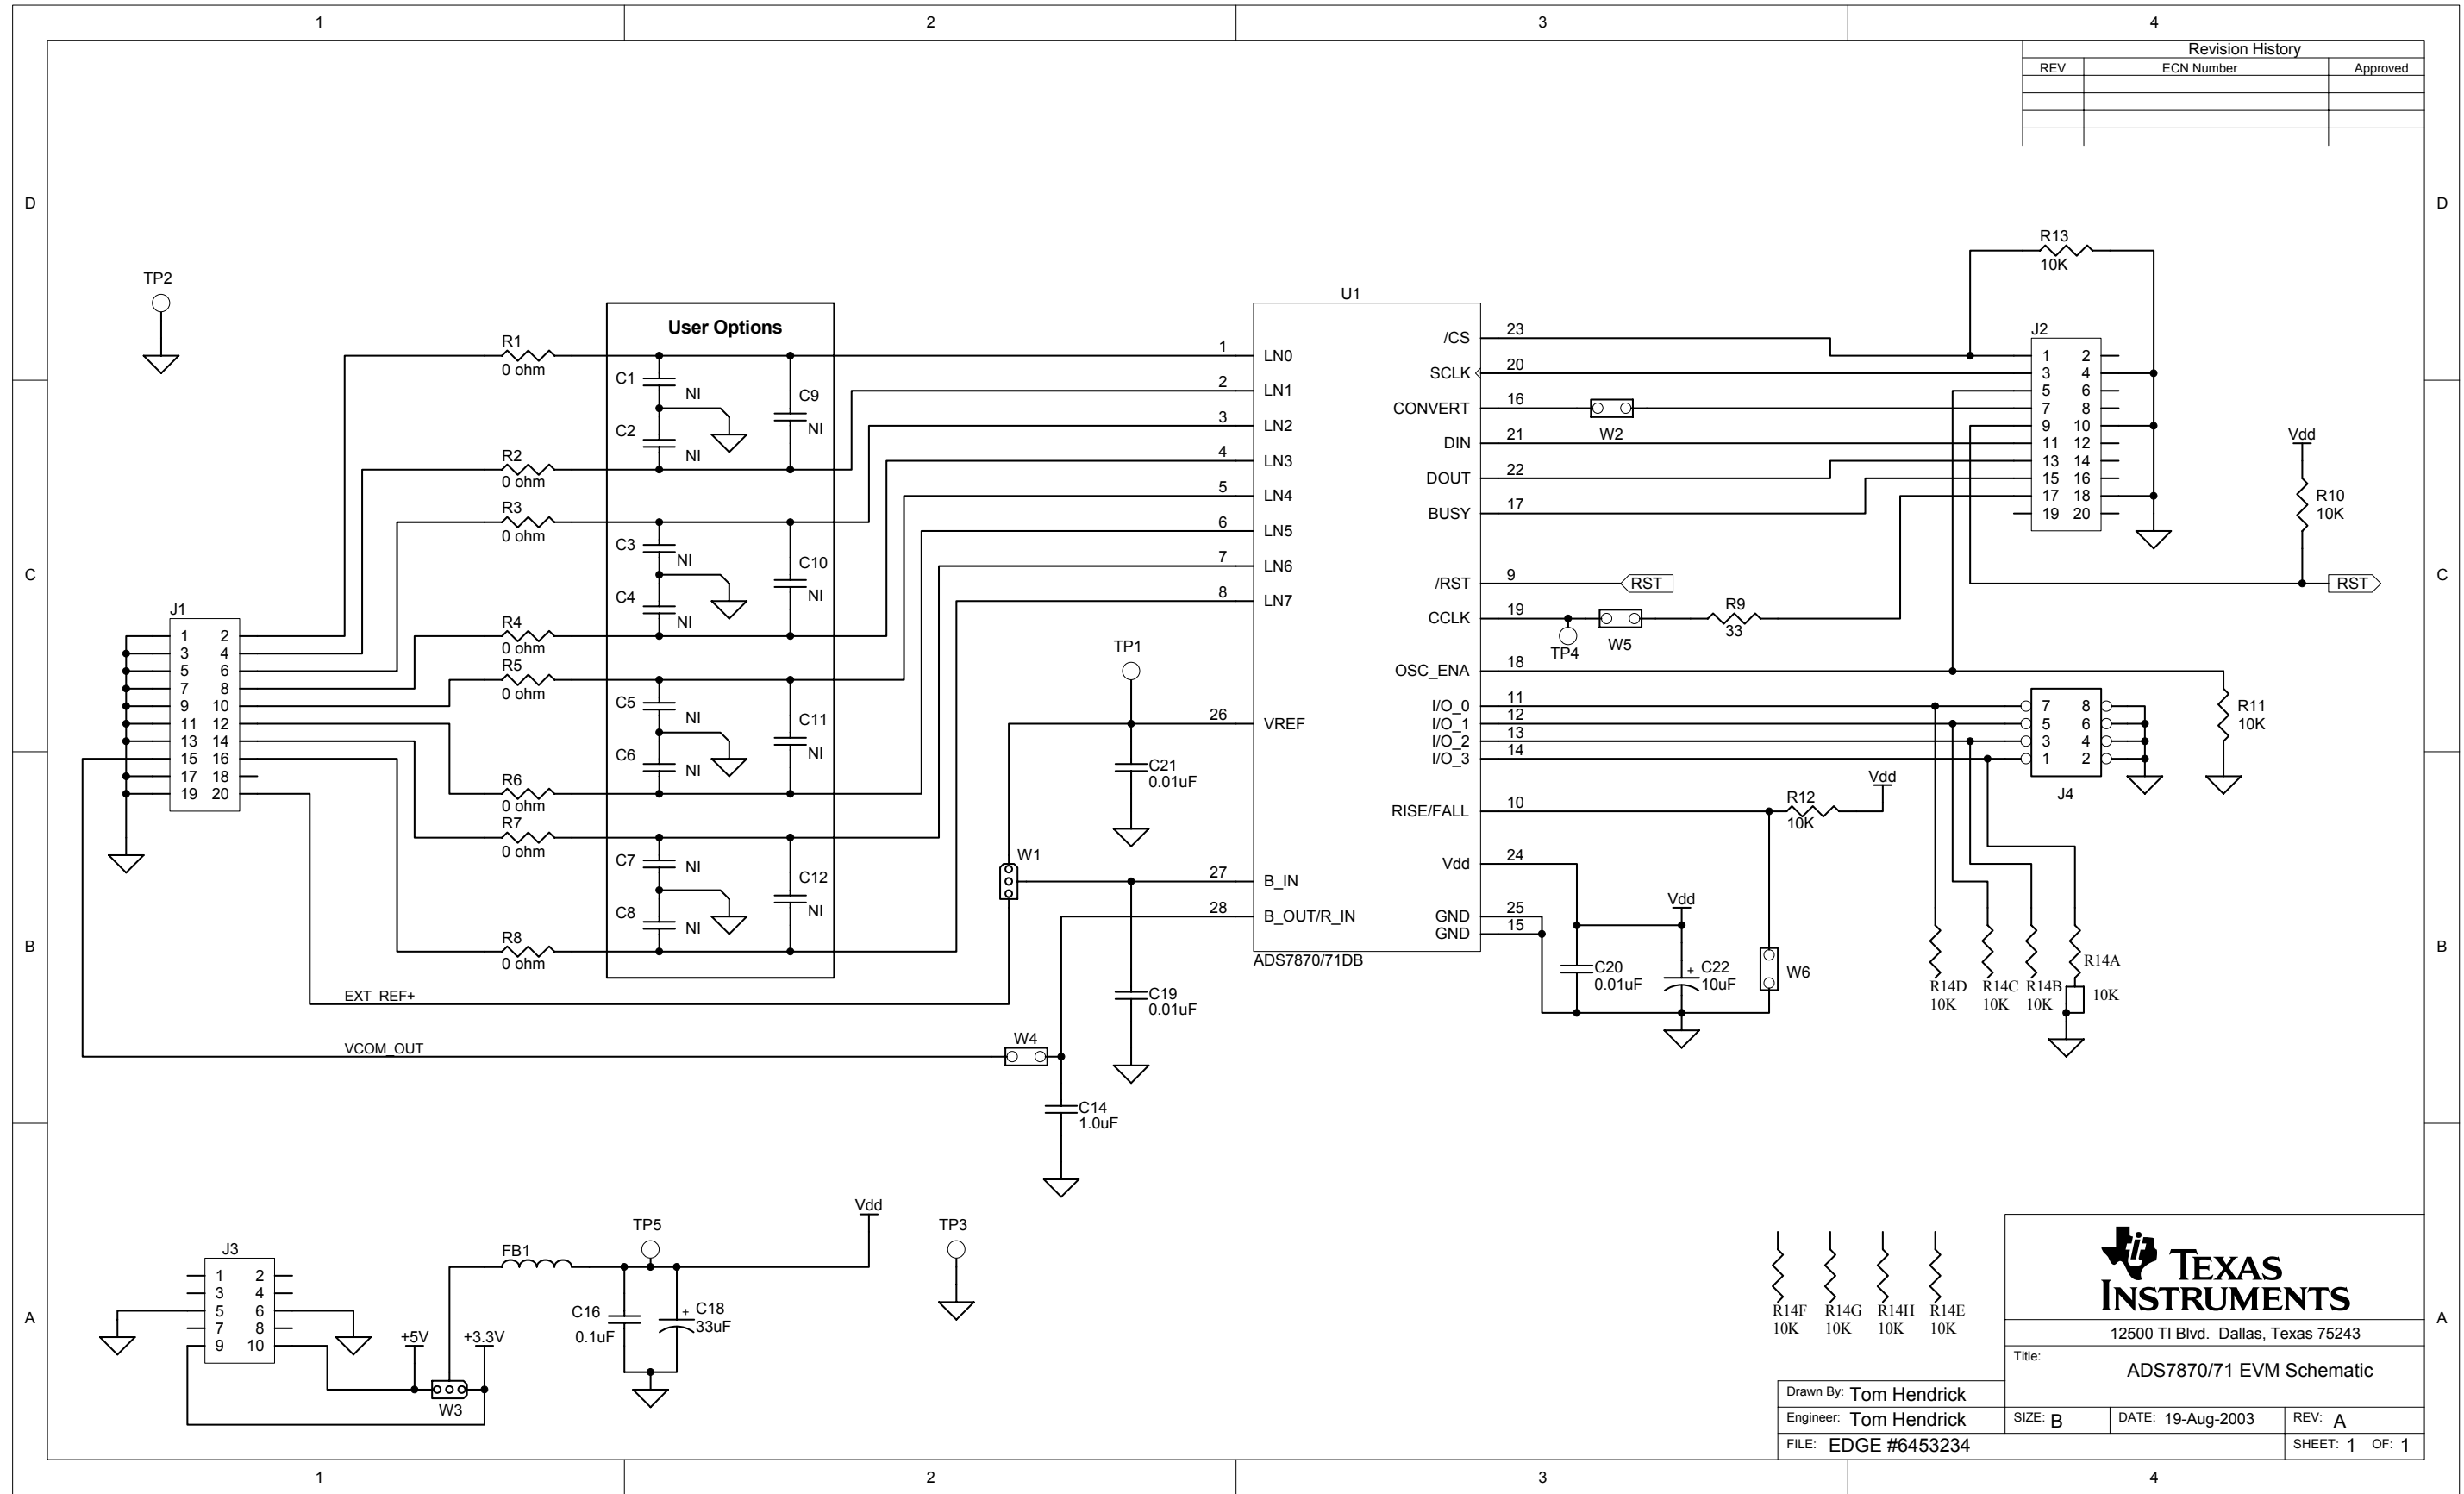 1 2 3 4
Revision History
REV ECN Number Approved
D D
C C
B B
A A
TP2
User Options
R1
0 ohm
R2
0 ohm
R3
0 ohm
R4
0 ohm
R5
0 ohm
R6
0 ohm
R7
0 ohm
R8
0 ohm
C1 NI
C2 NI
C9 NI
C3 NI
C4 NI
C10 NI
C5 NI
C6 NI
C11 NI
C7 NI
C8 NI
C12 NI
J1
1 2
3 4
5 6
7 8
9 10
11 12
13 14
15 16
17 18
19 20
EXT_REF+
VCOM_OUT
TP1
C21
0.01uF
W1
C19
0.01uF
W4
C14
1.0uF
U1
1 LN0
2 LN1
3 LN2
4 LN3
5 LN4
6 LN5
7 LN6
8 LN7
26 VREF
27 B_IN
28 B_OUT/R_IN
/CS 23
SCLK 20
CONVERT 16
DIN 21
DOUT 22
BUSY 17
/RST 9
CCLK 19
OSC_ENA 18
I/O_0 11
I/O_1 12
I/O_2 13
I/O_3 14
RISE/FALL 10
Vdd 24
GND 25
GND 15
ADS7870/71DB
W2
RST
TP4
W5
R9
33
R13
10K
J2
1 2
3 4
5 6
7 8
9 10
11 12
13 14
15 16
17 18
19 20
Vdd
R10
10K
RST
R11
10K
7 8
5 6
3 4
1 2
J4
Vdd
R12
10K
Vdd
C20
0.01uF
+ C22
10uF
W6
R14D
10K
R14C
10K
R14B
10K
R14A
10K
J3
1 2
3 4
5 6
7 8
9 10
+5V +3.3V
W3
FB1
TP5
Vdd
C16
0.1uF
+ C18
33uF
TP3
R14F
10K
R14G
10K
R14H
10K
R14E
10K
TEXAS
INSTRUMENTS
12500 TI Blvd. Dallas, Texas 75243
Title:
ADS7870/71 EVM Schematic
Drawn By: Tom Hendrick
Engineer: Tom Hendrick
SIZE: B DATE: 19-Aug-2003 REV: A
FILE: EDGE #6453234
SHEET: 1 OF: 1
1 2 3 4